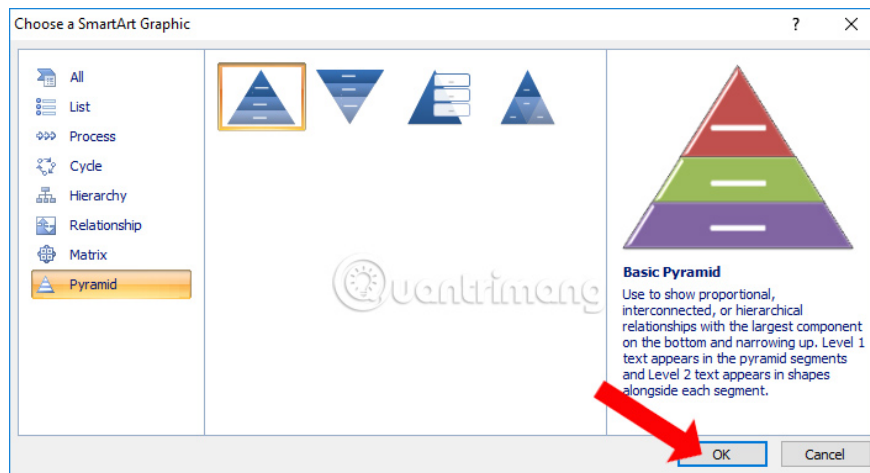 Choose a SmartArt Graphic
?
All
List
Process
Cycle
Hierarchy
Relationship
Matrix
Pyramid
Quantrimang
Basic Pyramid
Use to show proportional,
interconnected, or hierarchical
relationships with the largest component
on the bottom and narrowing up. Level 1
text appears in the pyramid segments
and Level 2 text appears in shapes
alongside each segment.
OK
Cancel